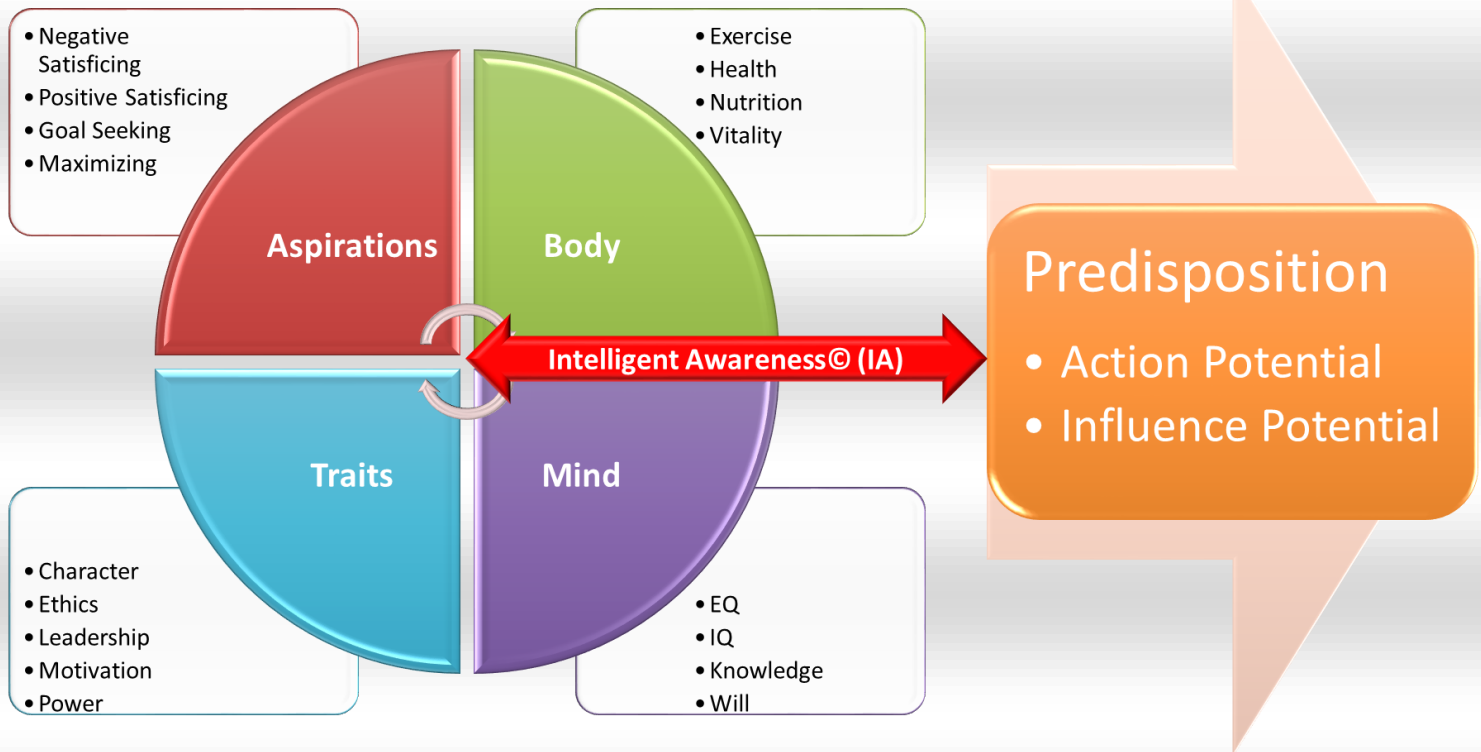 • Negative
Satisficing
• Positive Satisficing
• Goal Seeking
• Maximizing
• Exercise
• Health
• Nutrition
• Vitality
Aspirations
Body
Intelligent Awareness© (IA)
Traits
Mind
• Character
• Ethics
• Leadership
• Motivation
• Power
• EQ
• IQ
• Knowledge
• Will
Predisposition
• Action Potential
• Influence Potential